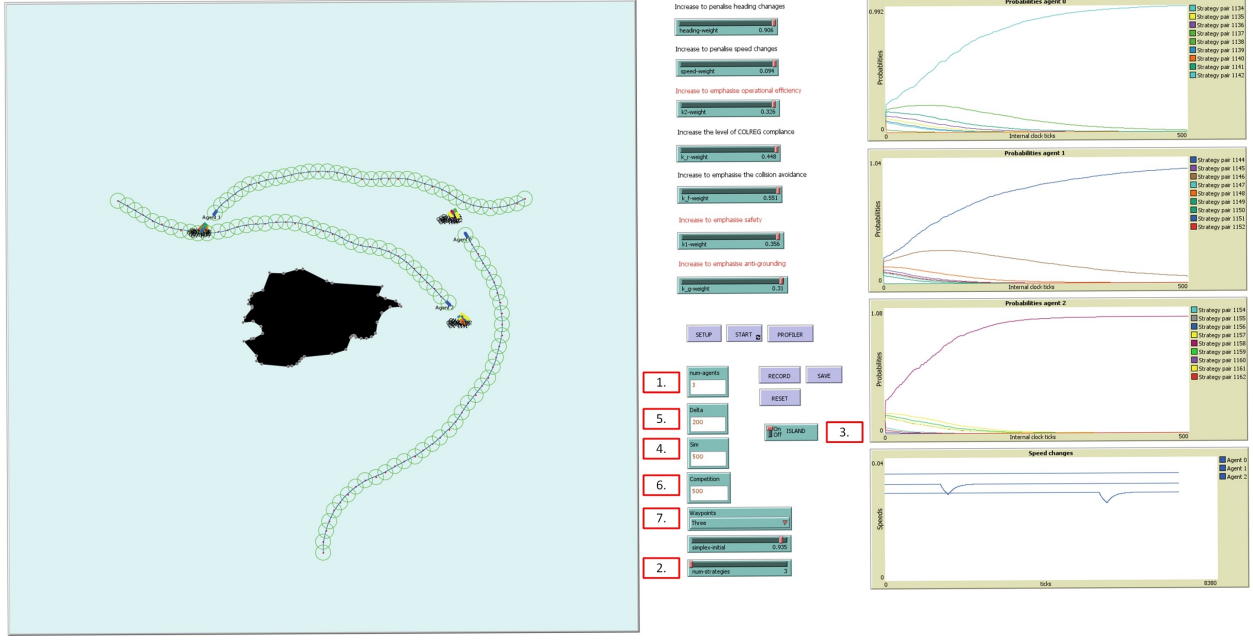 Agent_1
Agent_0
Agent_2
Increase to penalise heading chanages
heading-weight 0.906
Increase to penalise speed changes
speed-weight 0.094
Increase to emphasise operational efficiency
k2-weight 0.326
Increase the level of COLREG compliance
k_r-weight 0.448
Increase to emphasise the collision avoidance
k_f-weight 0.551
Increase to emphasise safety
k1-weight 0.356
Increase to emphasise anti-grounding
k_g-weight 0.31
SETUP START PROFILER
1.
num-agents
3
RECORD SAVE
RESET
5.
Delta
200
On
Off
ISLAND
3.
4.
Sim
500
6.
Competition
500
7.
Waypoints
Three
simplex-initial 0.935
2.
num-strategies 3
Probabilities agent 0
0.992
Probabilities
0
0
Internal clock ticks
500
Strategy pair 1134
Strategy pair 1135
Strategy pair 1136
Strategy pair 1137
Strategy pair 1138
Strategy pair 1139
Strategy pair 1140
Strategy pair 1141
Strategy pair 1142
Probabilities agent 1
1.04
Probabilities
0
0
Internal clock ticks
500
Strategy pair 1144
Strategy pair 1145
Strategy pair 1146
Strategy pair 1147
Strategy pair 1148
Strategy pair 1149
Strategy pair 1150
Strategy pair 1151
Strategy pair 1152
Probabilities agent 2
1.08
Probabilites
0
0
Internal clock ticks
500
Strategy pair 1154
Strategy pair 1155
Strategy pair 1156
Strategy pair 1157
Strategy pair 1158
Strategy pair 1159
Strategy pair 1160
Strategy pair 1161
Strategy pair 1162
Speed changes
0.04
Speeds
0
0
ticks
8380
Agent 0
Agent 1
Agent 2